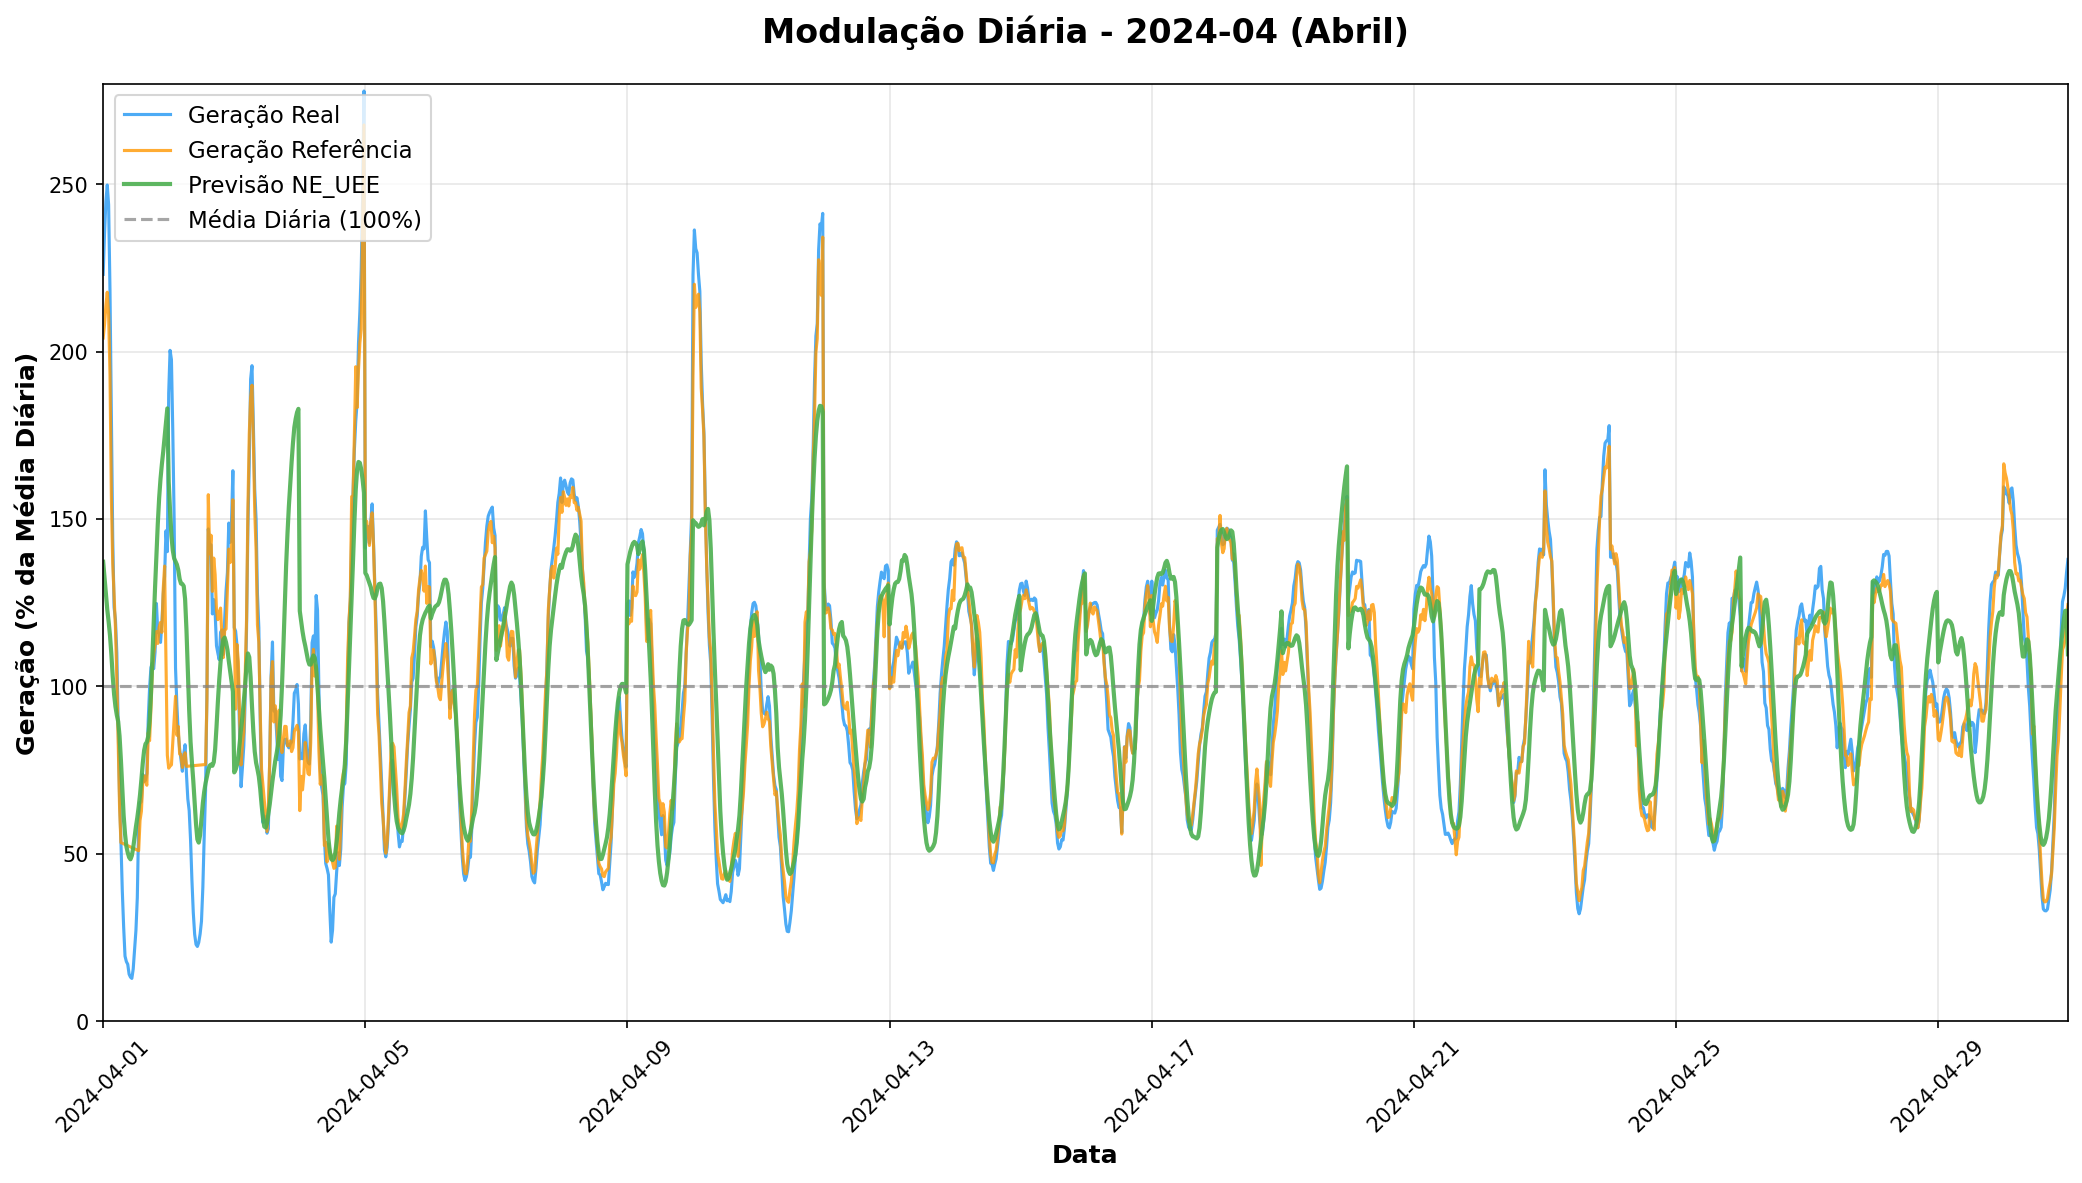 Modulação Diária - 2024-04 (Abril)
Geração Real
Geração Referência
Previsão NE_UEE
Média Diária (100%)
Geração (% da Média Diária)
250
200
150
100
50
0
2024-04-01
2024-04-05
2024-04-09
2024-04-13
2024-04-17
2024-04-21
2024-04-25
2024-04-29
Data